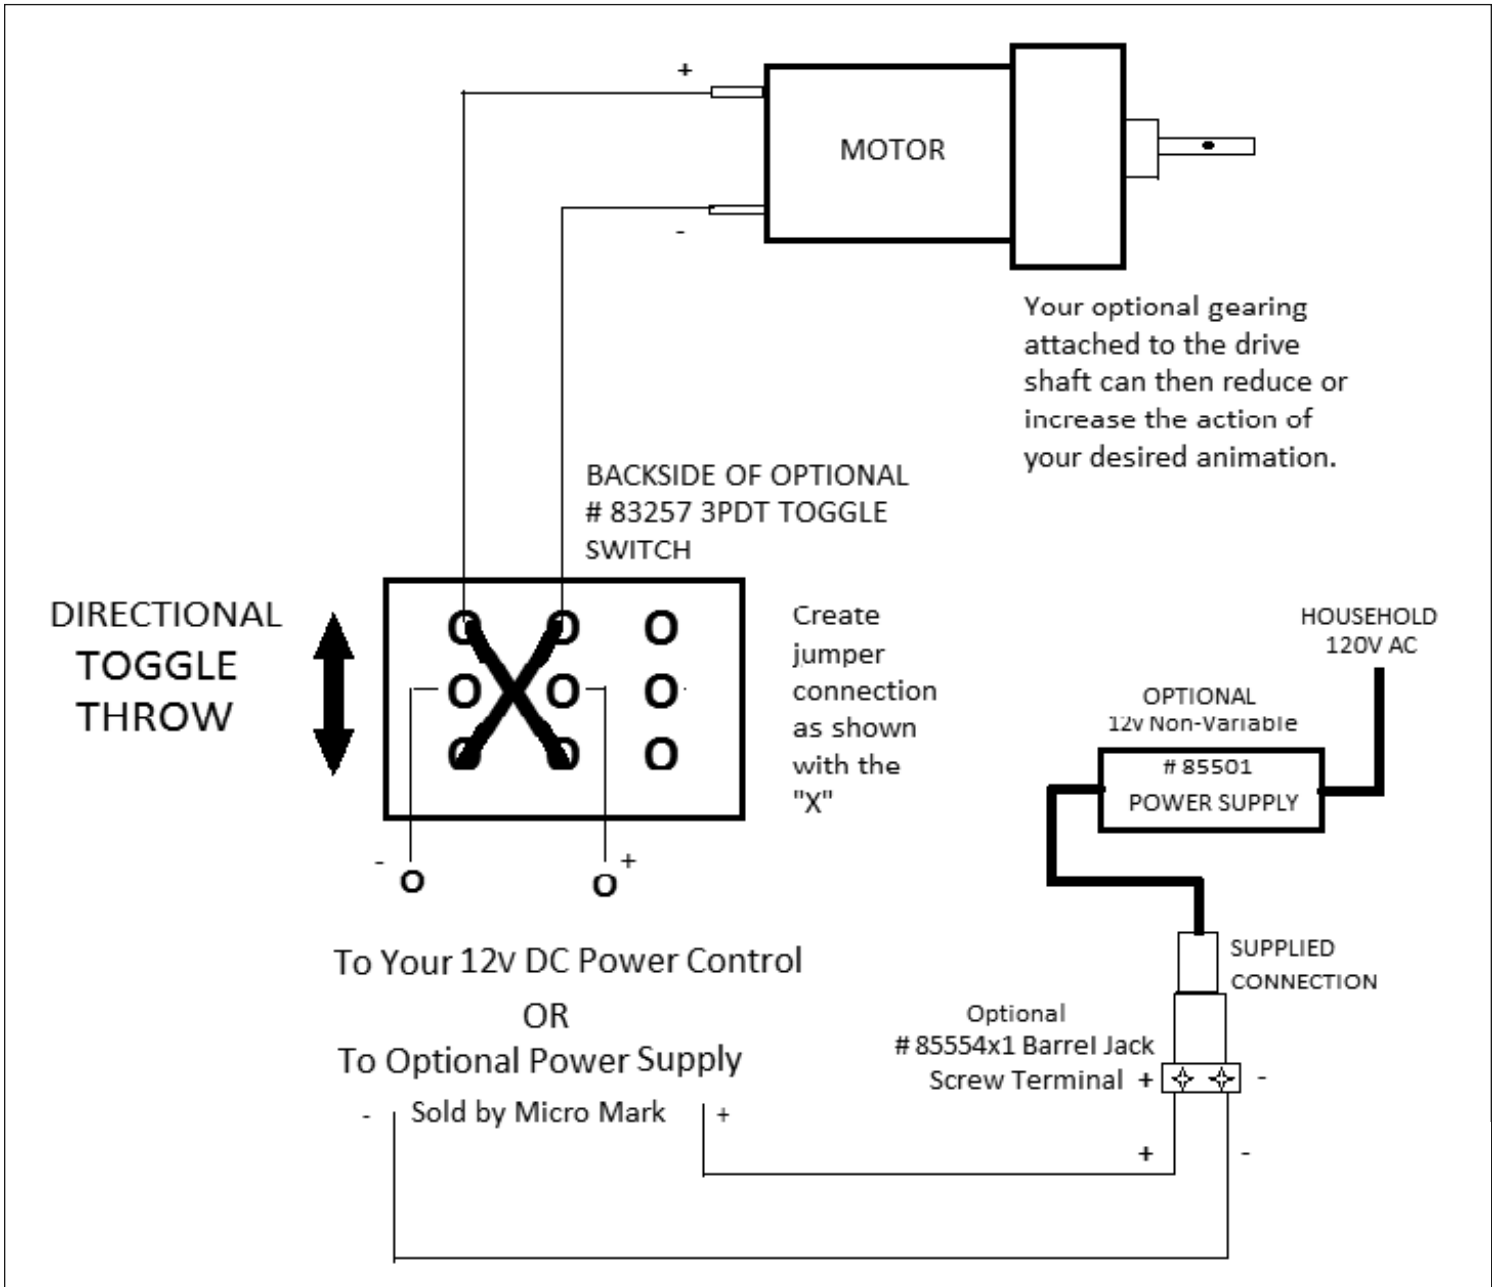 +
MOTOR
-
Your optional gearing
attached to the drive
shaft can then reduce or
increase the action of
your desired animation.
BACKSIDE OF OPTIONAL
# 83257 3PDT TOGGLE
SWITCH
DIRECTIONAL
TOGGLE
THROW
O O O
O O O
O O O
Create
jumper
connection
as shown
with the
"X"
HOUSEHOLD
120V AC
OPTIONAL
12v Non-Variable
# 85501
POWER SUPPLY
- +
O O
To Your 12v DC Power Control
OR
To Optional Power Supply
- Sold by Micro Mark +
SUPPLIED
CONNECTION
Optional
# 85554x1 Barrel Jack
Screw Terminal + -
+ -